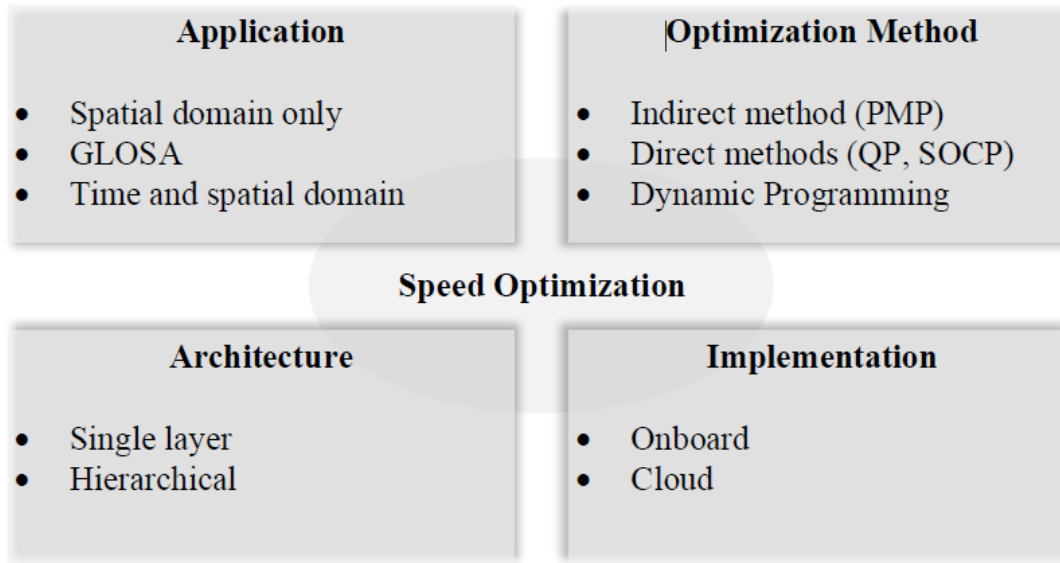 Application
• Spatial domain only
• GLOSA
• Time and spatial domain
Optimization Method
• Indirect method (PMP)
• Direct methods (QP, SOCP)
• Dynamic Programming
Speed Optimization
Architecture
• Single layer
• Hierarchical
Implementation
• Onboard
• Cloud